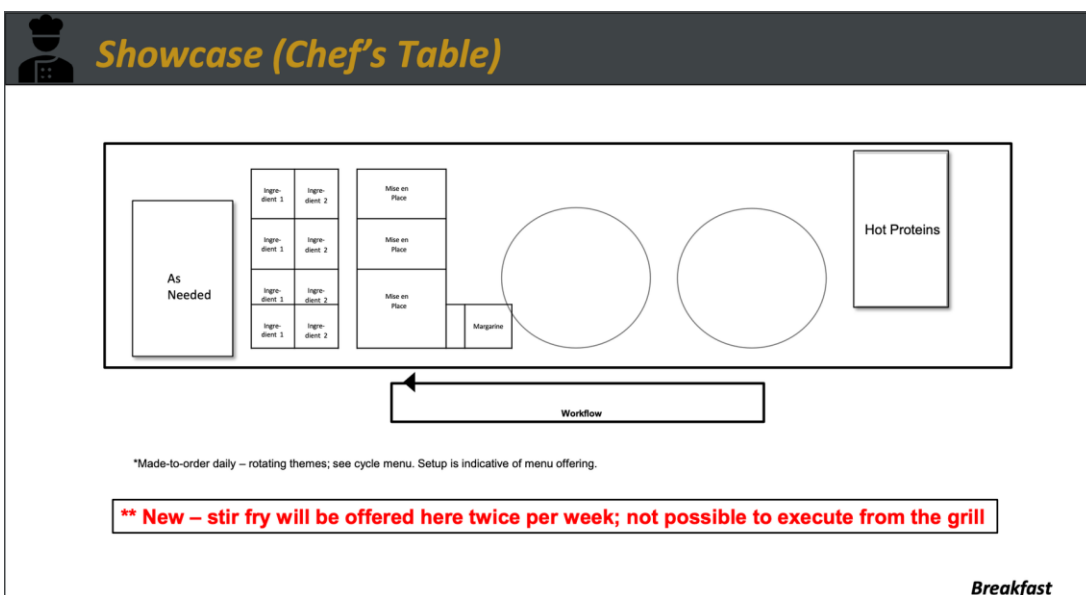 Showcase (Chef's Table)
As
Needed
Ingre-
dient 1
Ingre-
dient 2
Ingre-
dient 1
Ingre-
dient 2
Ingre-
dient 1
Ingre-
dient 2
Ingre-
dient 1
Ingre-
dient 2
Mise en
Place
Mise en
Place
Mise en
Place
Margarine
Hot Proteins
Workflow
*Made-to-order daily – rotating themes; see cycle menu. Setup is indicative of menu offering.
** New – stir fry will be offered here twice per week; not possible to execute from the grill
Breakfast